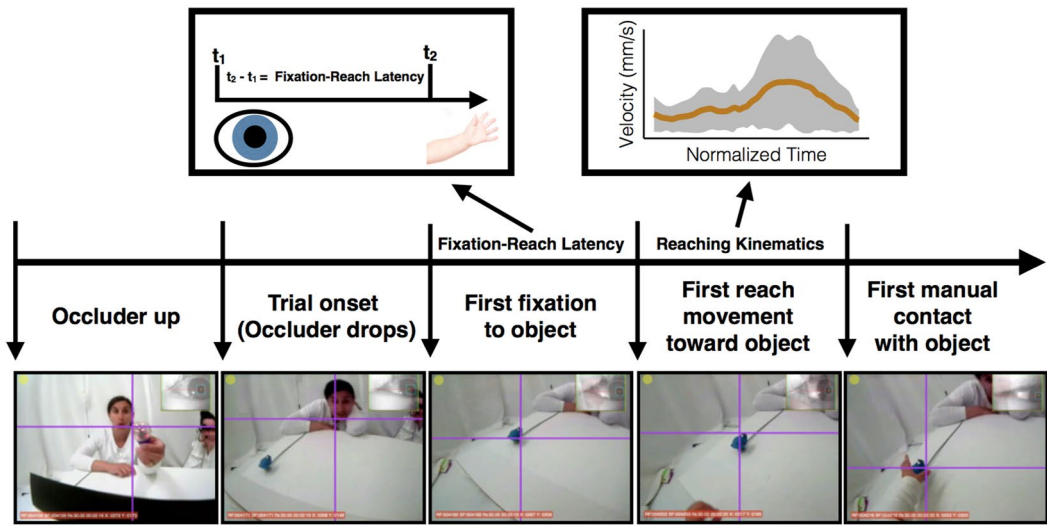 t1
t2
t2 - t1 = Fixation-Reach Latency
Velocity (mm/s)
Normalized Time
Fixation-Reach Latency
Reaching Kinematics
Occluder up
Trial onset
(Occluder drops)
First fixation
to object
First reach
movement
toward object
First manual
contact
with object